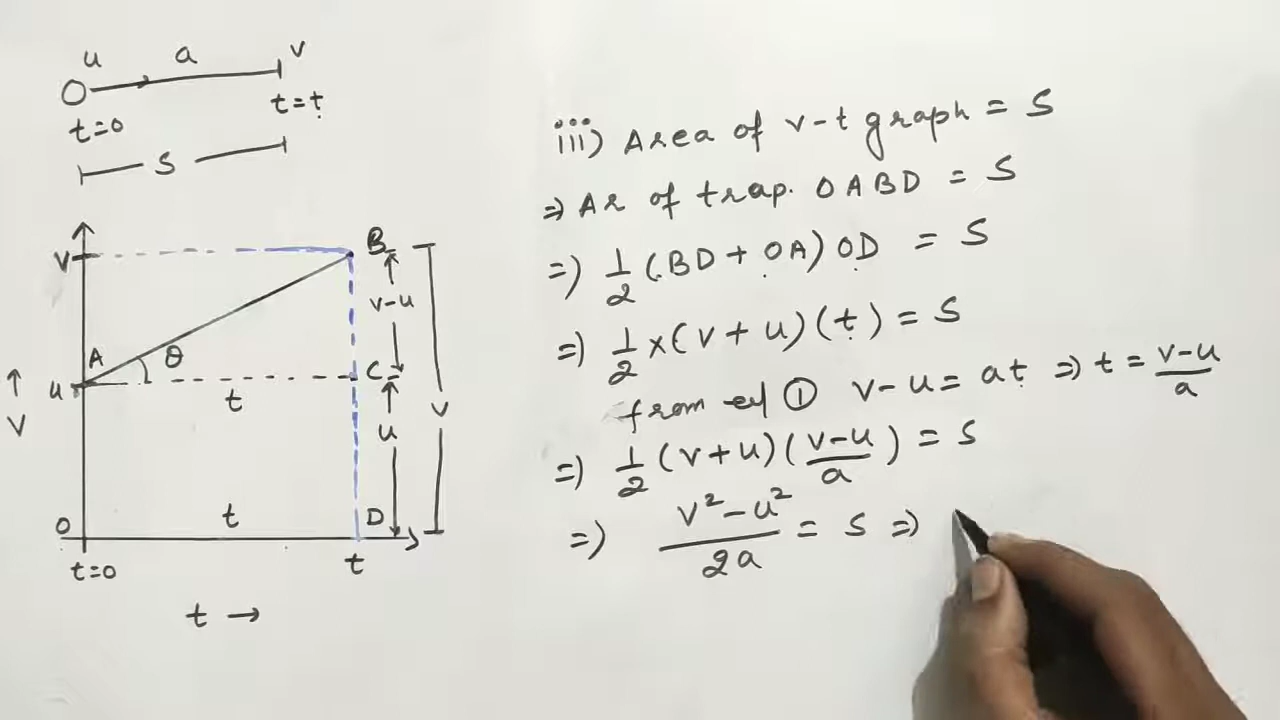 u a v
t=0 t=t
S
V B
v-u
A θ C
u t u v
↑
V
O t D
t=0 t
t →
iii) Area of v-t graph = S
⇒ Ar of trap. OABD = S
⇒) 1/2 (BD + OA) OD = S
⇒) 1/2 × (v + u) (t) = S
from eq ① v-u = at ⇒ t = v-u/a
⇒) 1/2 (v+u) (v-u/a) = S
⇒) v²-u²/2a = S ⇒)